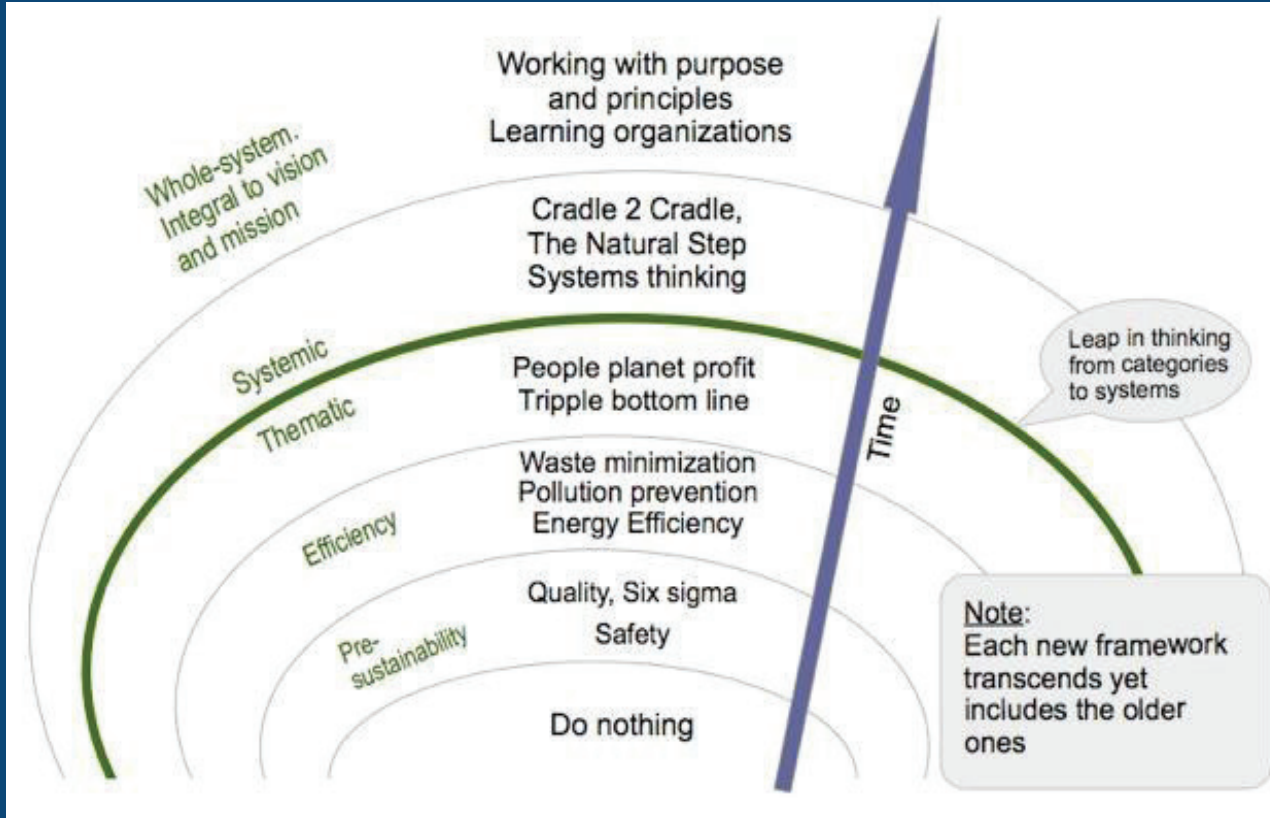 Working with purpose
and principles
Learning organizations
Whole-system.
Integral to vision
and mission
Cradle 2 Cradle,
The Natural Step
Systems thinking
Systemic
Leap in thinking
from categories
to systems
People planet profit
Tripple bottom line
Thematic
Time
Waste minimization
Pollution prevention
Energy Efficiency
Efficiency
Quality, Six sigma
Safety
Pre-
sustainability
Do nothing
Note:
Each new framework
transcends yet
includes the older
ones